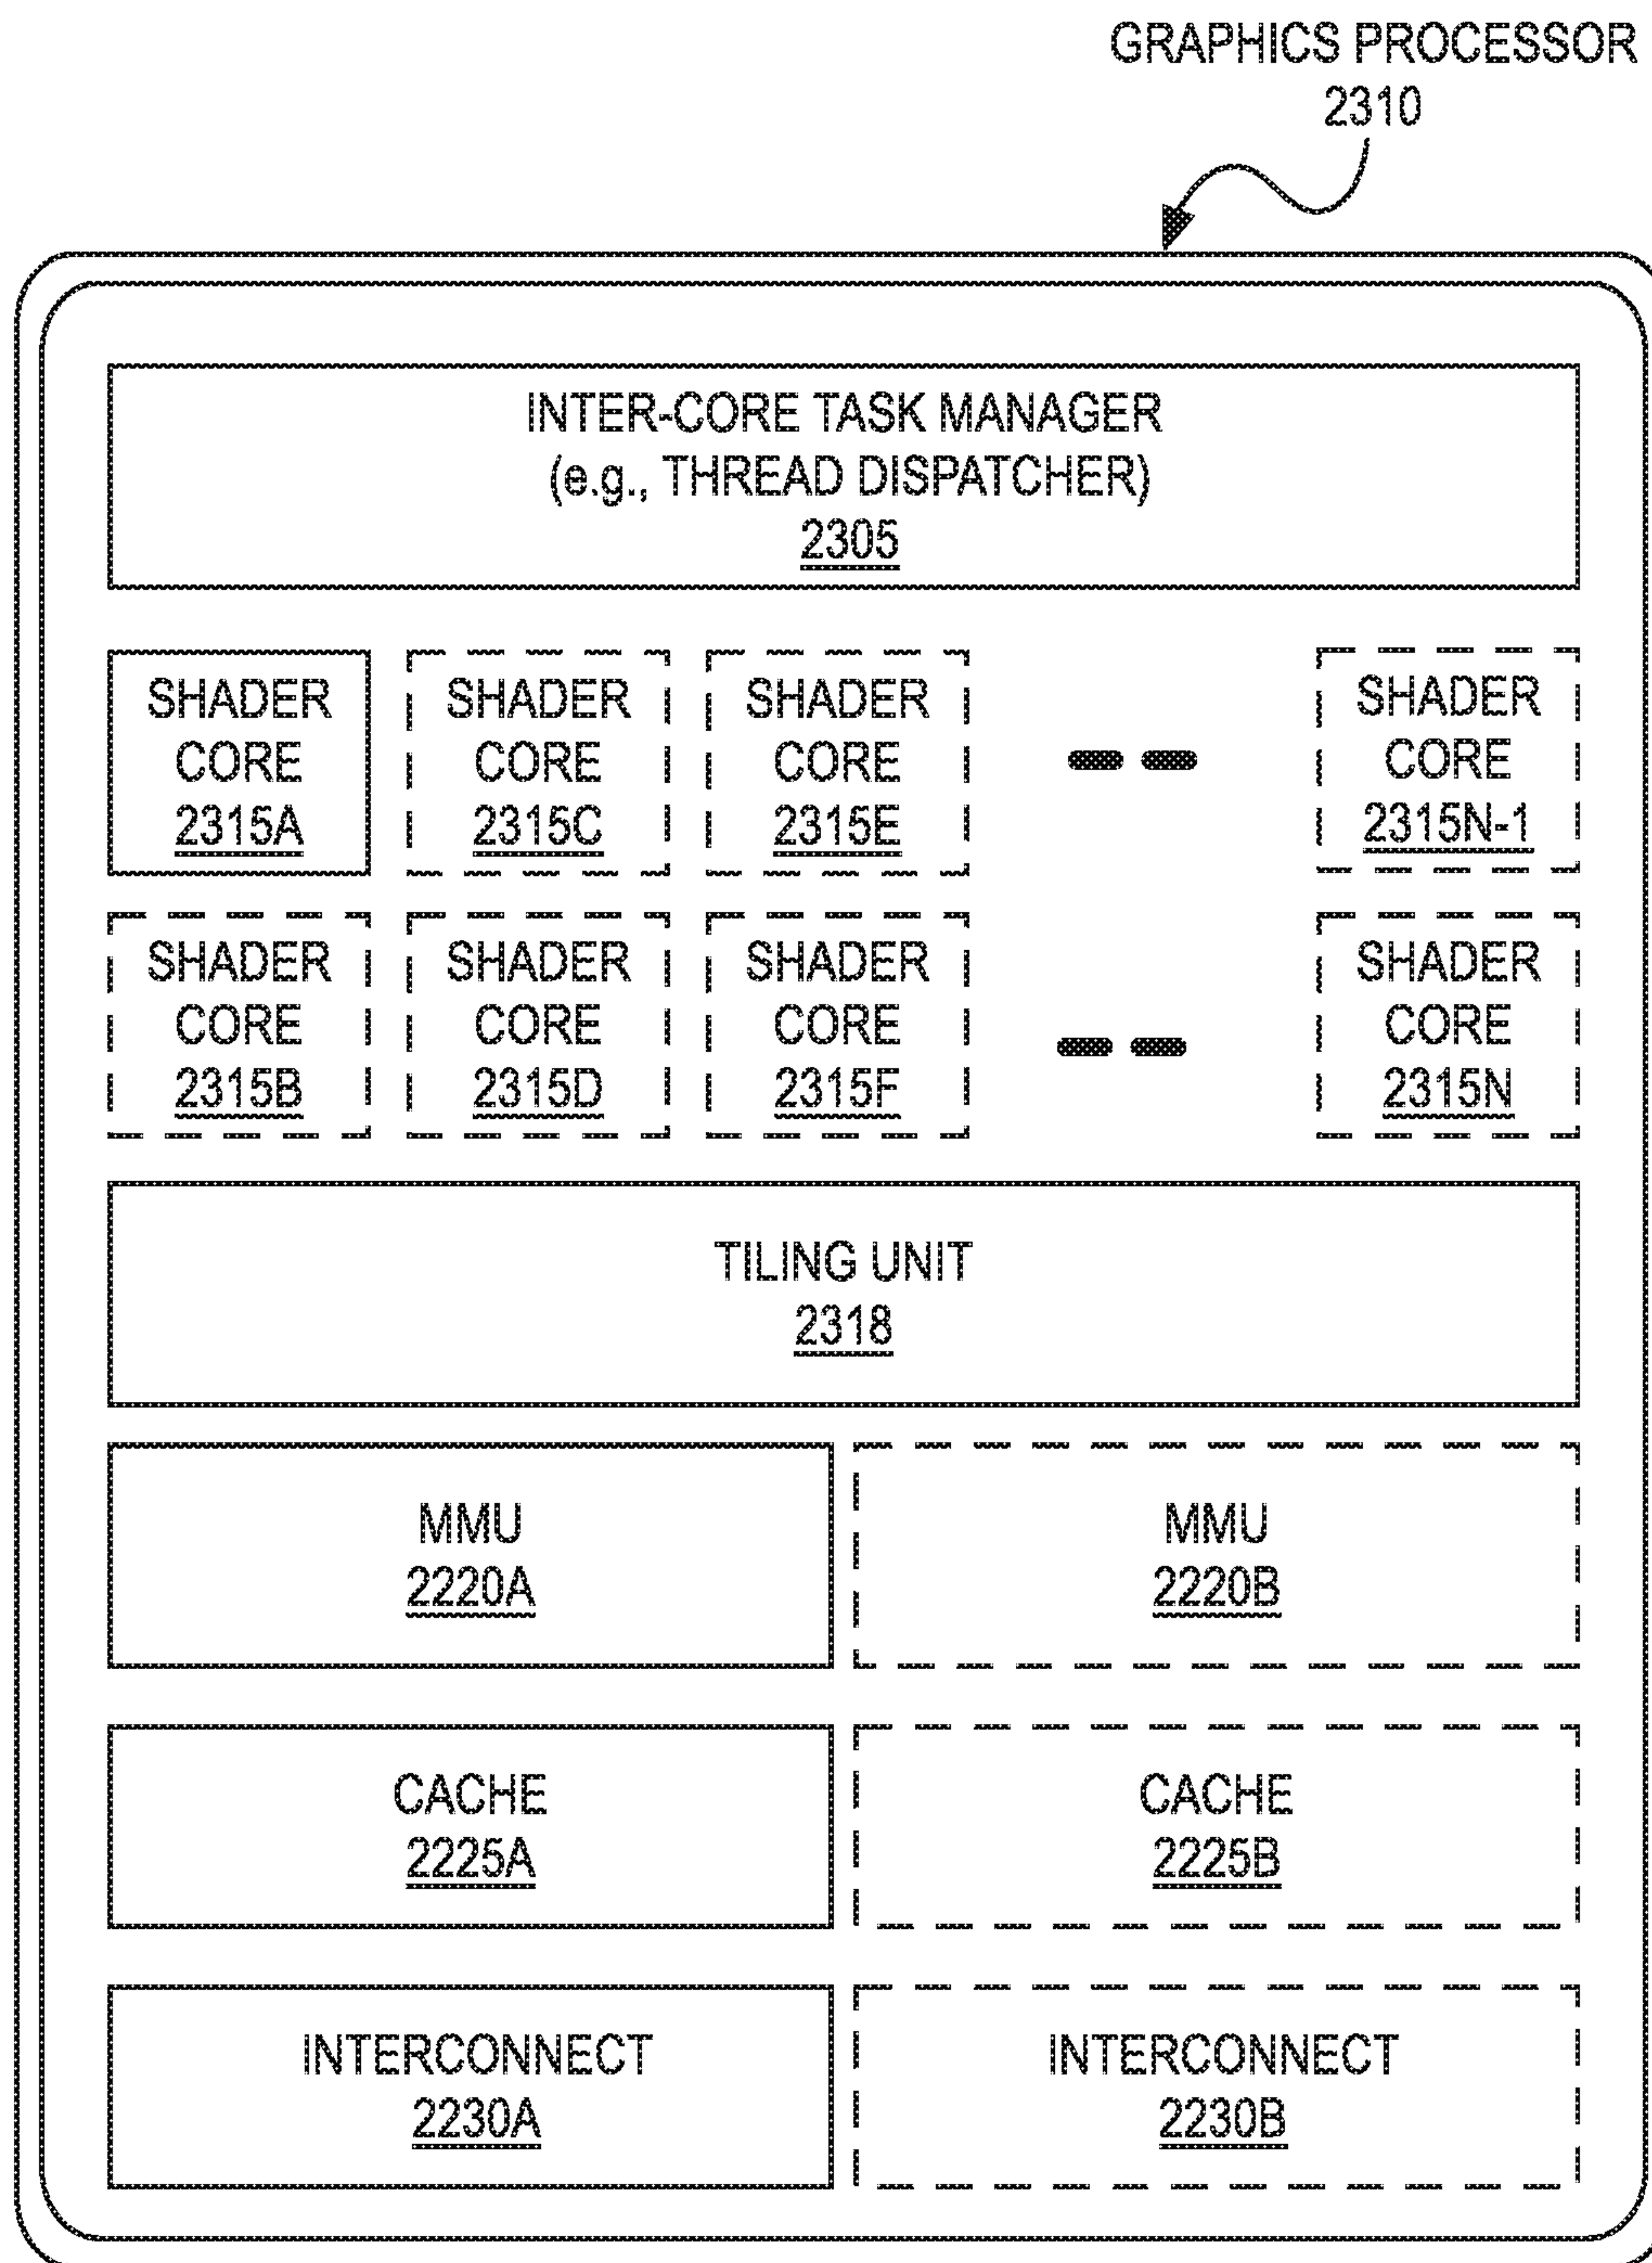 GRAPHICS PROCESSOR
2310
INTER-CORE TASK MANAGER
(e.g., THREAD DISPATCHER)
2305
SHADER
CORE
2315A
SHADER
CORE
2315C
SHADER
CORE
2315E
SHADER
CORE
2315N-1
SHADER
CORE
2315B
SHADER
CORE
2315D
SHADER
CORE
2315F
SHADER
CORE
2315N
TILING UNIT
2318
MMU
2220A
MMU
2220B
CACHE
2225A
CACHE
2225B
INTERCONNECT
2230A
INTERCONNECT
2230B